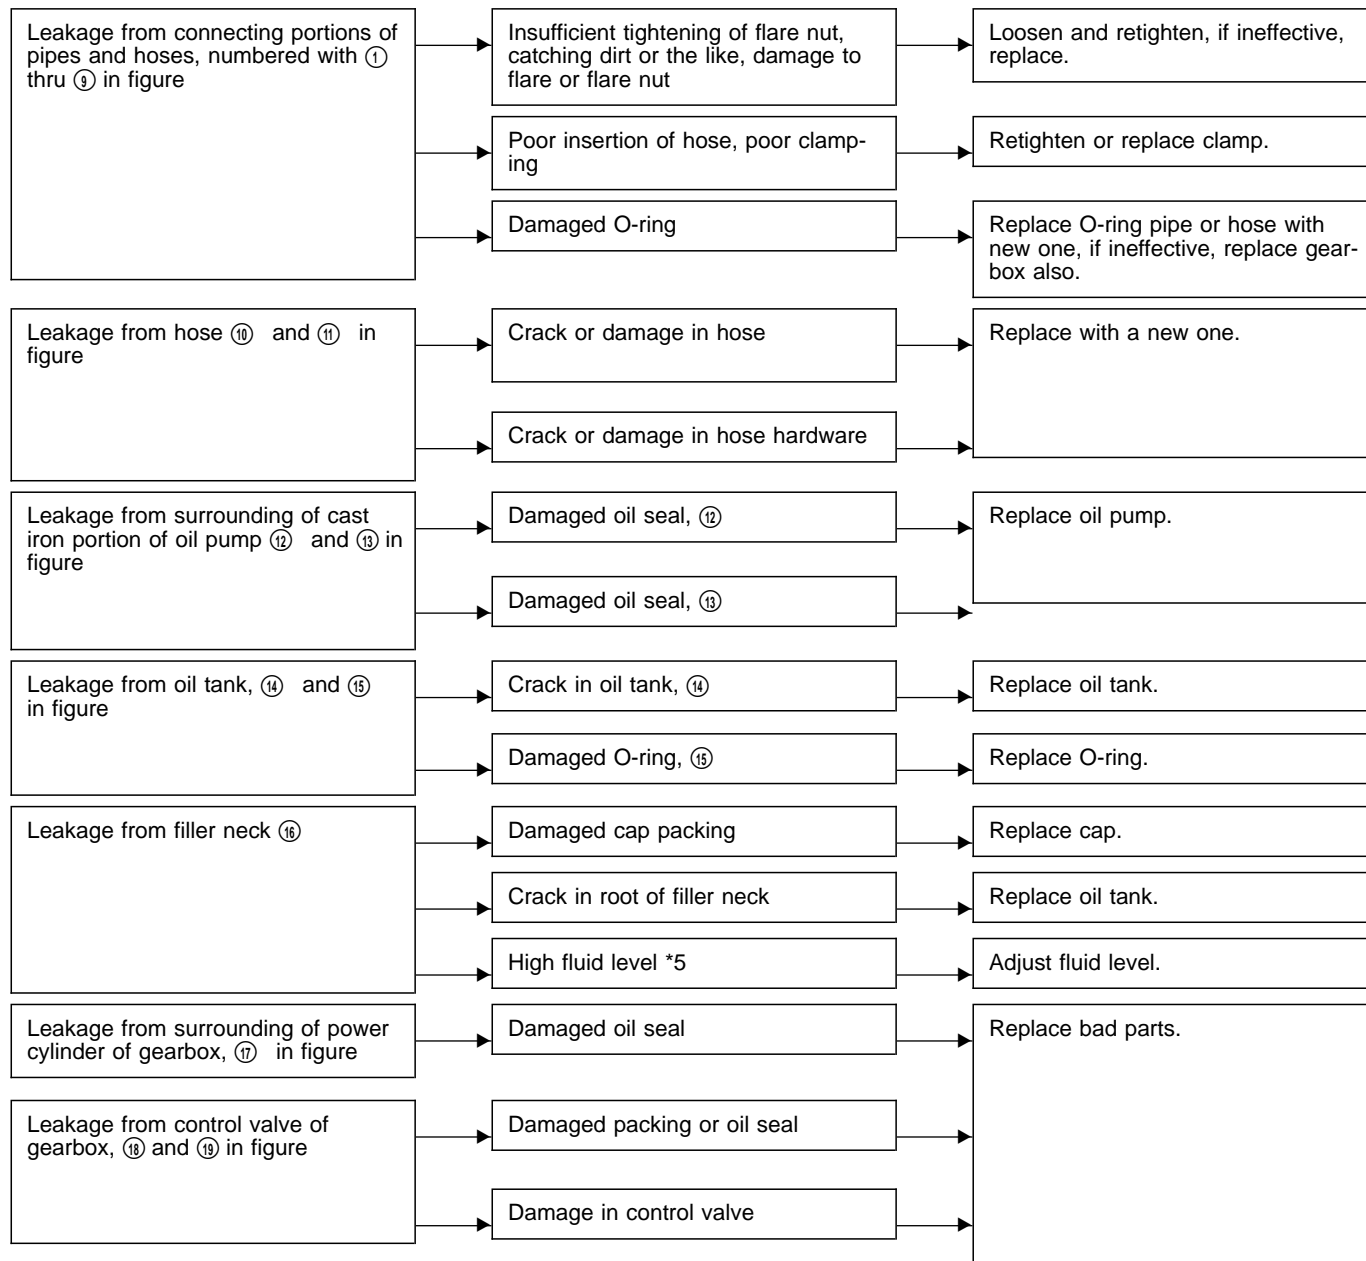 Leakage from connecting portions of
pipes and hoses, numbered with ①
thru ⑨ in figure
Insufficient tightening of flare nut,
catching dirt or the like, damage to
flare or flare nut
Loosen and retighten, if ineffective,
replace.
Poor insertion of hose, poor clamp-
ing
Retighten or replace clamp.
Damaged O-ring
Replace O-ring pipe or hose with
new one, if ineffective, replace gear-
box also.
Leakage from hose ⑩ and ⑪ in
figure
Crack or damage in hose
Replace with a new one.
Crack or damage in hose hardware
Leakage from surrounding of cast
iron portion of oil pump ⑫ and ⑬ in
figure
Damaged oil seal, ⑫
Replace oil pump.
Damaged oil seal, ⑬
Leakage from oil tank, ⑭ and ⑮
in figure
Crack in oil tank, ⑭
Replace oil tank.
Damaged O-ring, ⑮
Replace O-ring.
Leakage from filler neck ⑯
Damaged cap packing
Replace cap.
Crack in root of filler neck
Replace oil tank.
High fluid level *5
Adjust fluid level.
Leakage from surrounding of power
cylinder of gearbox, ⑰ in figure
Damaged oil seal
Replace bad parts.
Leakage from control valve of
gearbox, ⑱ and ⑲ in figure
Damaged packing or oil seal
Damage in control valve